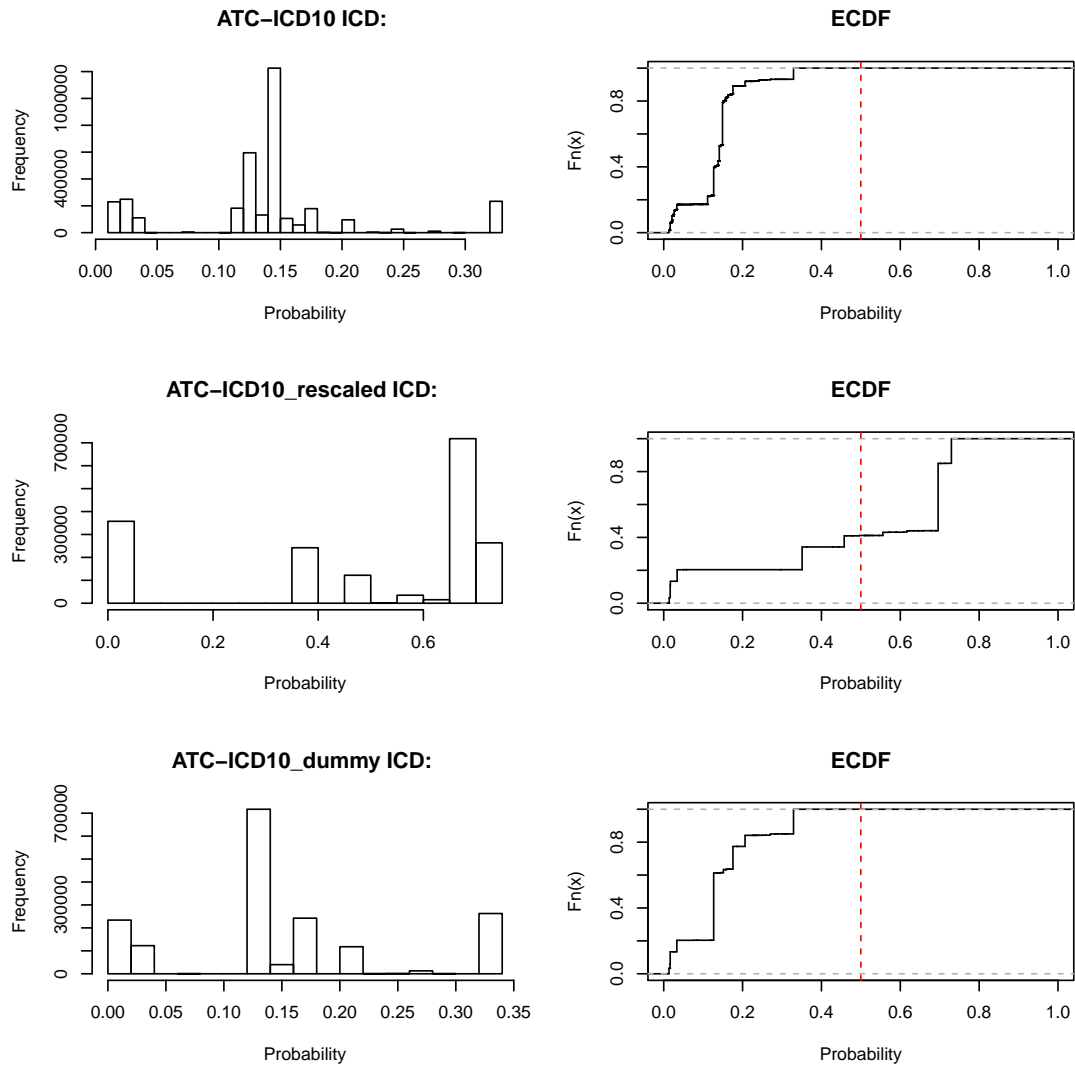 ATC−ICD10 ICD:
Frequency
0 400000 1000000
0.00 0.05 0.10 0.15 0.20 0.25 0.30
Probability
ECDF
Fn(x)
0.0 0.4 0.8
0.0 0.2 0.4 0.6 0.8 1.0
Probability
ATC−ICD10_rescaled ICD:
Frequency
0 300000 700000
0.0 0.2 0.4 0.6
Probability
ECDF
Fn(x)
0.0 0.4 0.8
0.0 0.2 0.4 0.6 0.8 1.0
Probability
ATC−ICD10_dummy ICD:
Frequency
0 300000 700000
0.00 0.05 0.10 0.15 0.20 0.25 0.30 0.35
Probability
ECDF
Fn(x)
0.0 0.4 0.8
0.0 0.2 0.4 0.6 0.8 1.0
Probability